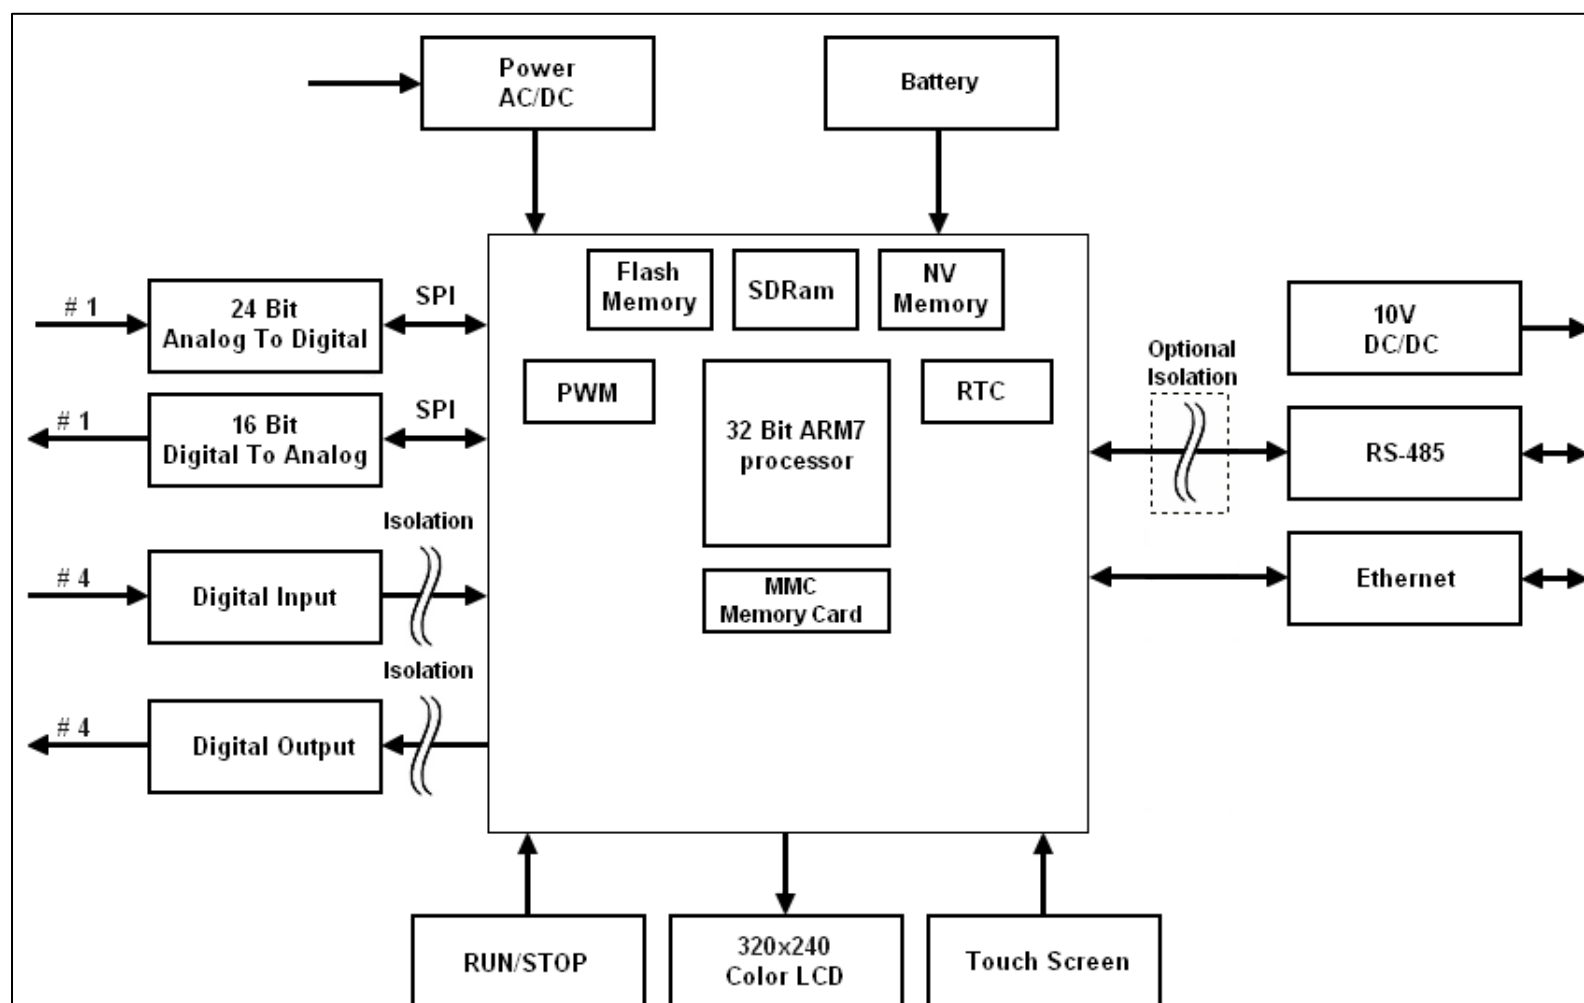 Power
AC/DC
Battery
Flash
Memory
SDRam
NV
Memory
# 1
24 Bit
Analog To Digital
SPI
10V
DC/DC
Optional
Isolation
PWM
RTC
# 1
16 Bit
Digital To Analog
SPI
32 Bit ARM7
processor
RS-485
Isolation
# 4
Digital Input
MMC
Memory Card
Ethernet
Isolation
# 4
Digital Output
RUN/STOP
320x240
Color LCD
Touch Screen